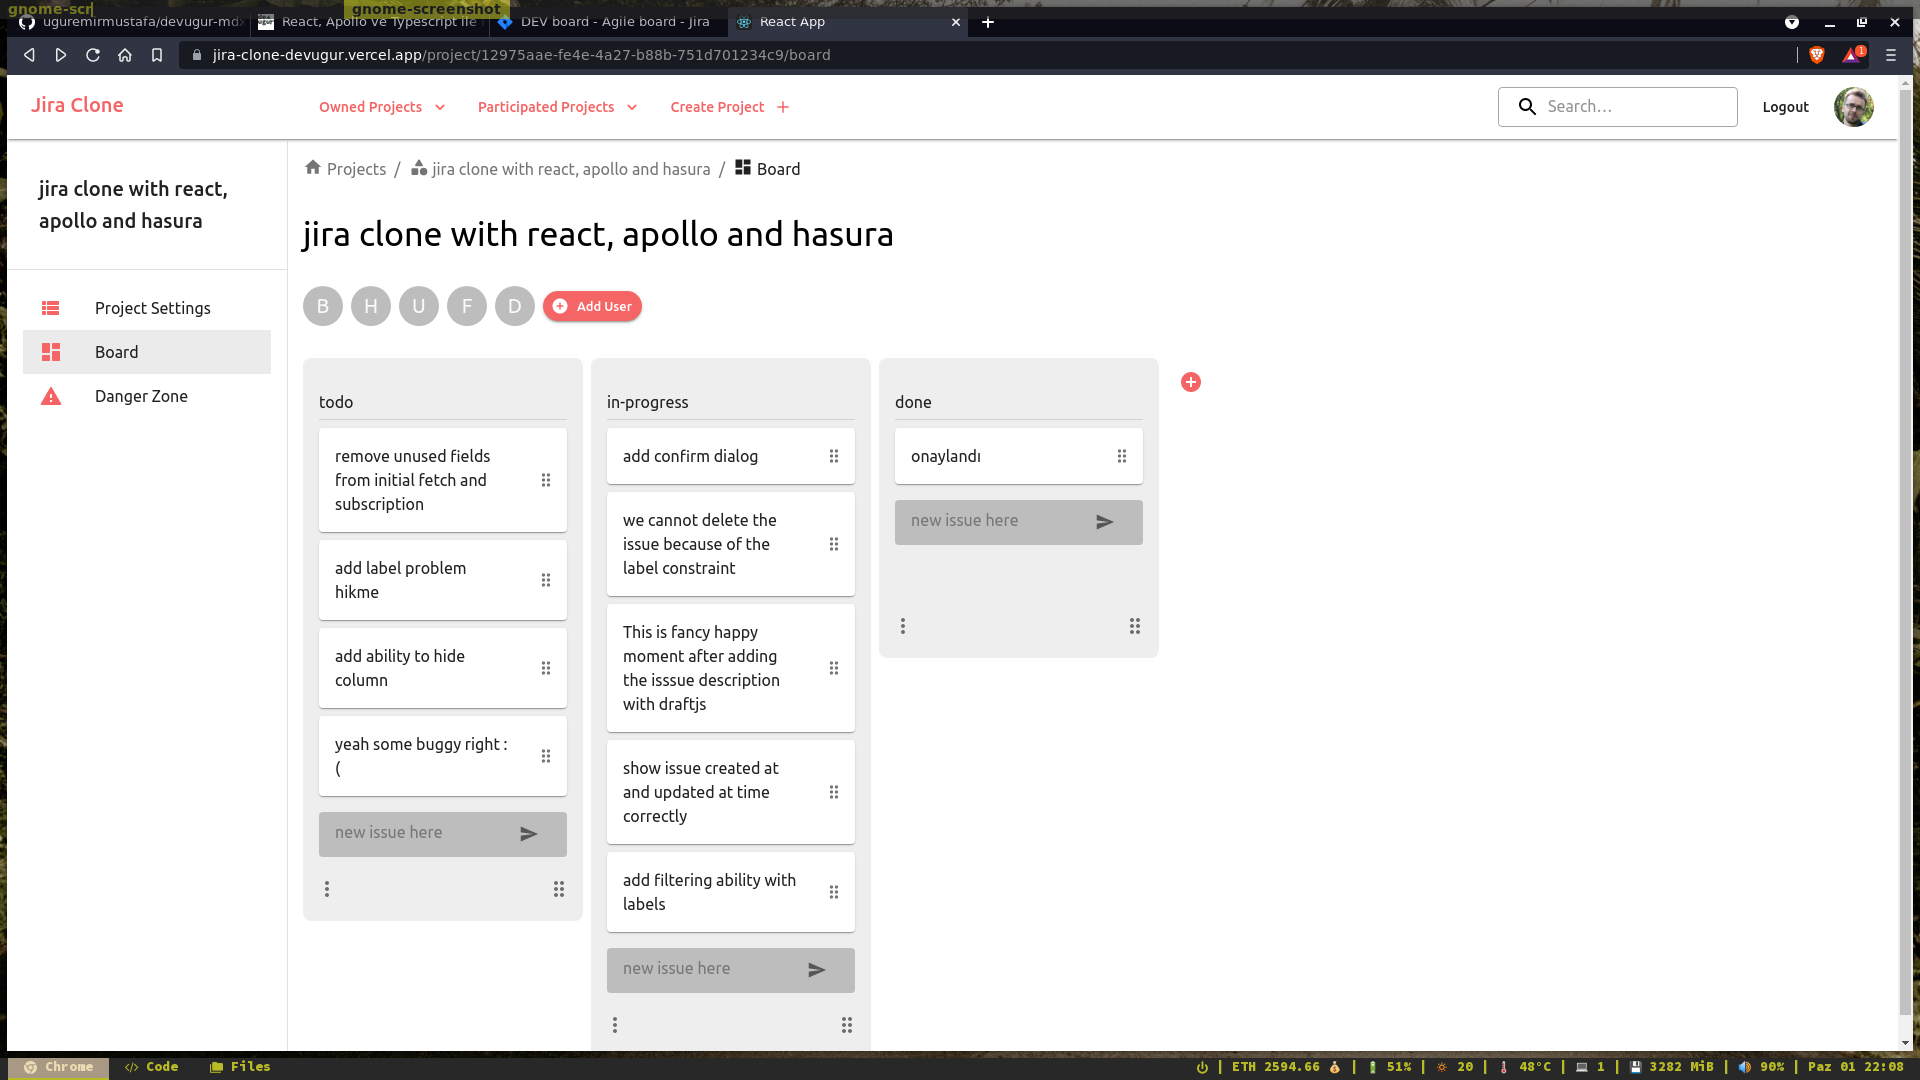 gnome-scr gnome-screenshot
uguremirmustafa/devugur-mdx React, Apollo ve Typescript ile DEV board - Agile board - Jira React App
jira-clone-devugur.vercel.app/project/12975aae-fe4e-4a27-b88b-751d701234c9/board 1
Jira Clone Owned Projects Participated Projects Create Project Search... Logout
jira clone with react,
apollo and hasura
Project Settings
Board
Danger Zone
Projects / jira clone with react, apollo and hasura / Board
jira clone with react, apollo and hasura
B H U F D Add User
todo
remove unused fields
from initial fetch and
subscription
add label problem
hikme
add ability to hide
column
yeah some buggy right :
(
new issue here
in-progress
add confirm dialog
we cannot delete the
issue because of the
label constraint
This is fancy happy
moment after adding
the isssue description
with draftjs
show issue created at
and updated at time
correctly
add filtering ability with
labels
new issue here
done
onaylandı
new issue here
Chrome </> Code Files | ETH 2594.66 | 51% | 20 | 48°C | 1 | 3282 MiB | 90% | Paz 01 22:08